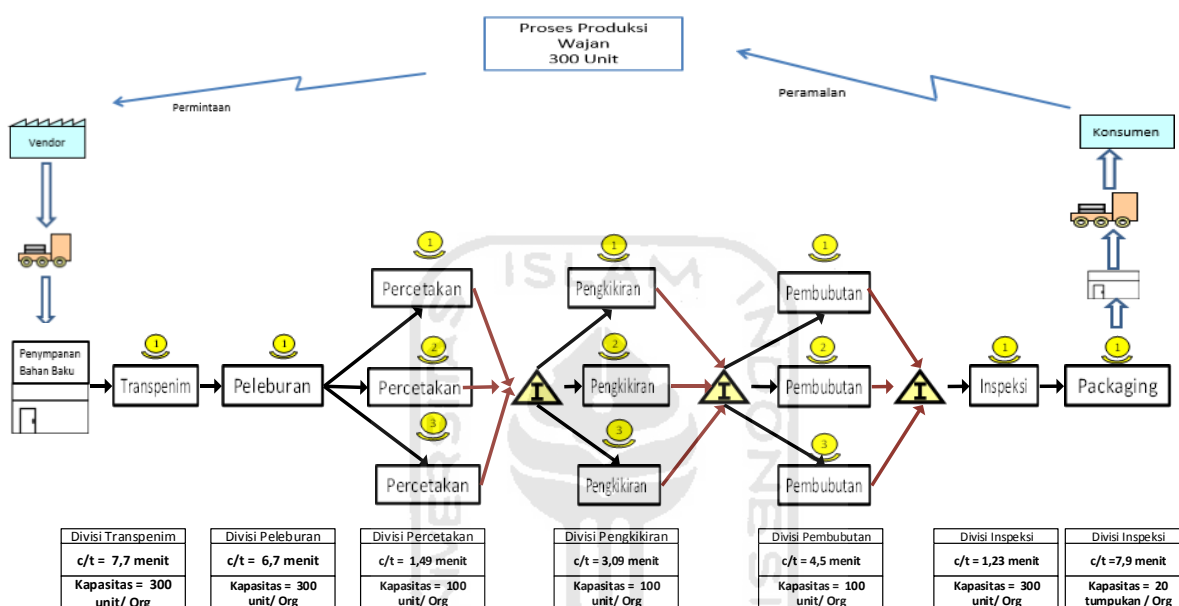 Proses Produksi
Wajan
300 Unit
Permintaan
Peramalan
Vendor
Konsumen
ISLAM
INDONESI
1
1
1
Percetakan
Pengkikiran
Pembubutan
Penympanan
Bahan Baku
1
1
2
2
2
1
1
Transpenim
Peleburan
Percetakan
Pengkikiran
Pembubutan
Inspeksi
Packaging
3
3
3
Percetakan
Pengkikiran
Pembubutan
Divisi Transpenim
c/t = 7,7 menit
Kapasitas = 300
unit/ Org
Divisi Peleburan
c/t = 6,7 menit
Kapasitas = 300
unit/ Org
Divisi Percetakan
c/t = 1,49 menit
Kapasitas = 100
unit/ Org
Divisi Pengkikiran
c/t = 3,09 menit
Kapasitas = 100
unit/ Org
Divisi Pembubutan
c/t = 4,5 menit
Kapasitas = 100
unit/ Org
Divisi Inspeksi
c/t = 1,23 menit
Kapasitas = 300
unit/ Org
Divisi Inspeksi
c/t =7,9 menit
Kapasitas = 20
tumpukan / Org